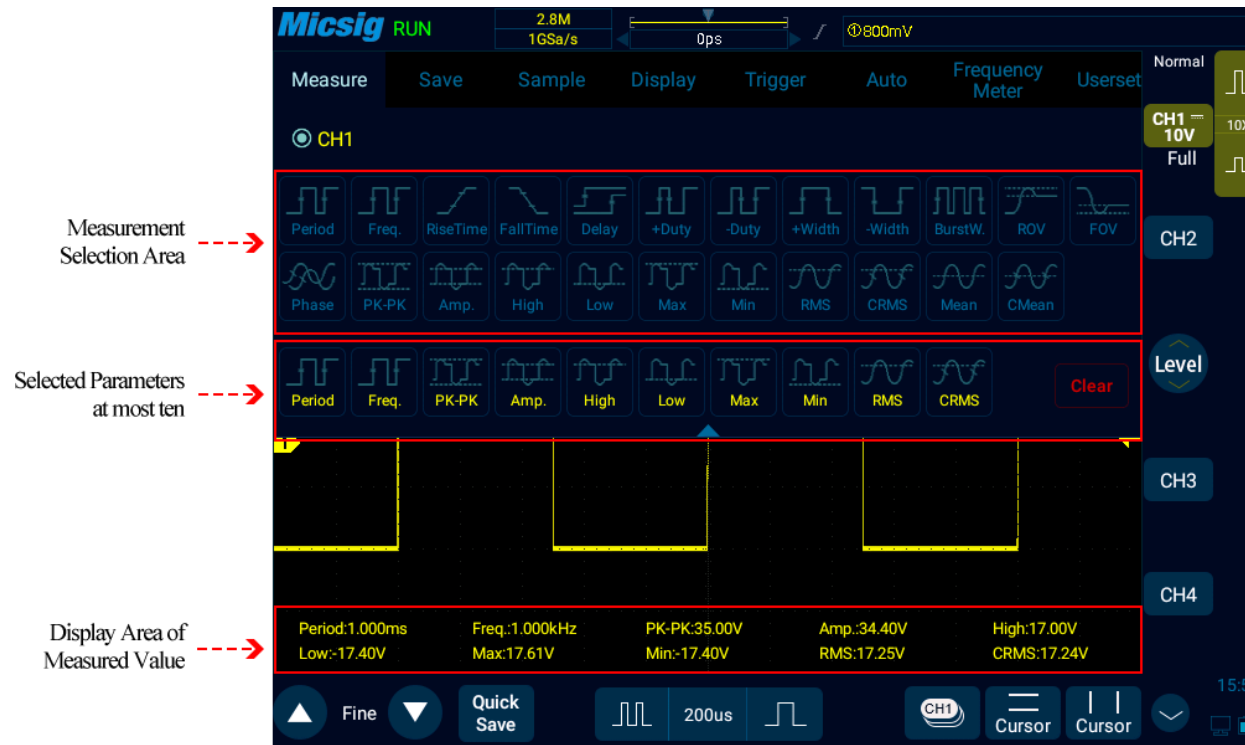 Micsig RUN 2.8M 1GSa/s 0ps ①800mV
Measure Save Sample Display Trigger Auto Frequency Meter Userset
Normal
CH1
10V
Full
10X
CH1
Measurement
Selection Area
Period Freq. RiseTime FallTime Delay +Duty -Duty +Width -Width BurstW. ROV FOV
Phase PK-PK Amp. High Low Max Min RMS CRMS Mean CMean
CH2
Selected Parameters
at most ten
Period Freq. PK-PK Amp. High Low Max Min RMS CRMS Clear
Level
1
CH3
CH4
Display Area of
Measured Value
Period:1.000ms Freq.:1.000kHz PK-PK:35.00V Amp.:34.40V High:17.00V
Low:-17.40V Max:17.61V Min:-17.40V RMS:17.25V CRMS:17.24V
Fine Quick Save 200us CH1 Cursor Cursor